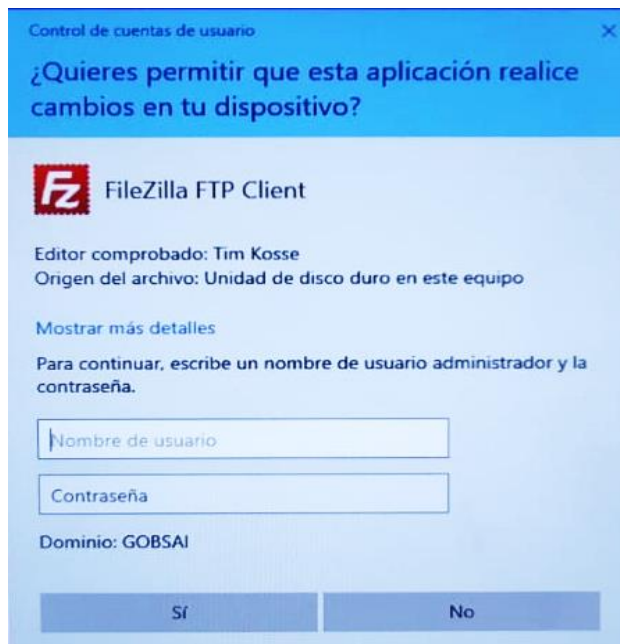 Control de cuentas de usuario
¿Quieres permitir que esta aplicación realice
cambios en tu dispositivo?
Fz FileZilla FTP Client
Editor comprobado: Tim Kosse
Origen del archivo: Unidad de disco duro en este equipo
Mostrar más detalles
Para continuar, escribe un nombre de usuario administrador y la
contraseña.
Nombre de usuario
Contraseña
Dominio: GOBSAI
Sí No